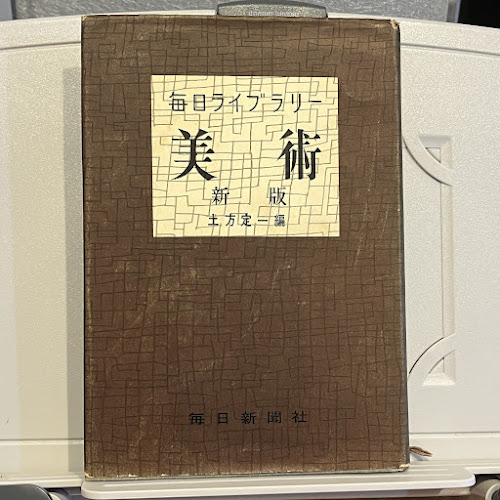 毎日ライブラリー
美術
新版
土方定一編
毎日新聞社